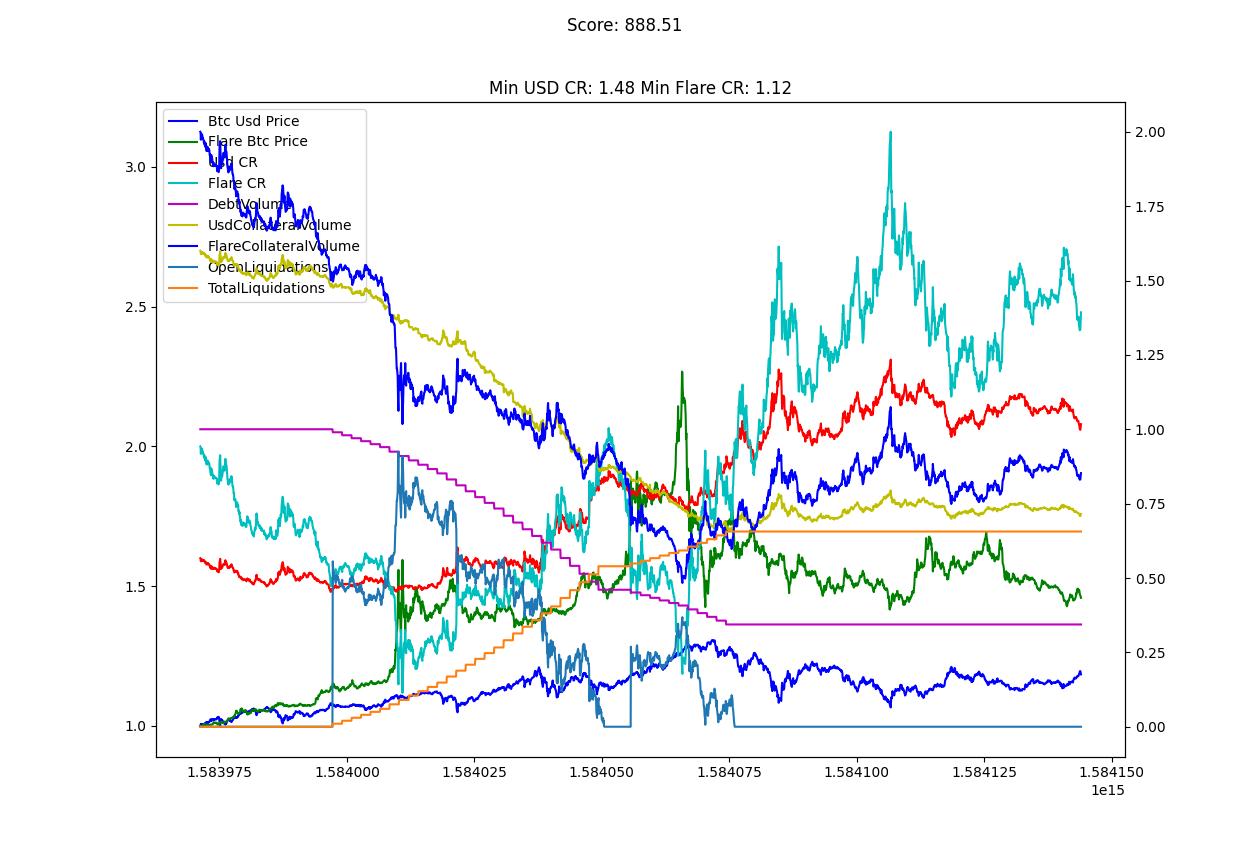 Score: 888.51
Min USD CR: 1.48 Min Flare CR: 1.12
Btc Usd Price
Flare Btc Price
Usd CR
Flare CR
DebtVolume
UsdCollateralVolume
FlareCollateralVolume
OpenLiquidations
TotalLiquidations
3.0
2.5
2.0
1.5
1.0
2.00
1.75
1.50
1.25
1.00
0.75
0.50
0.25
0.00
1.583975
1.584000
1.584025
1.584050
1.584075
1.584100
1.584125
1.584150
1e15